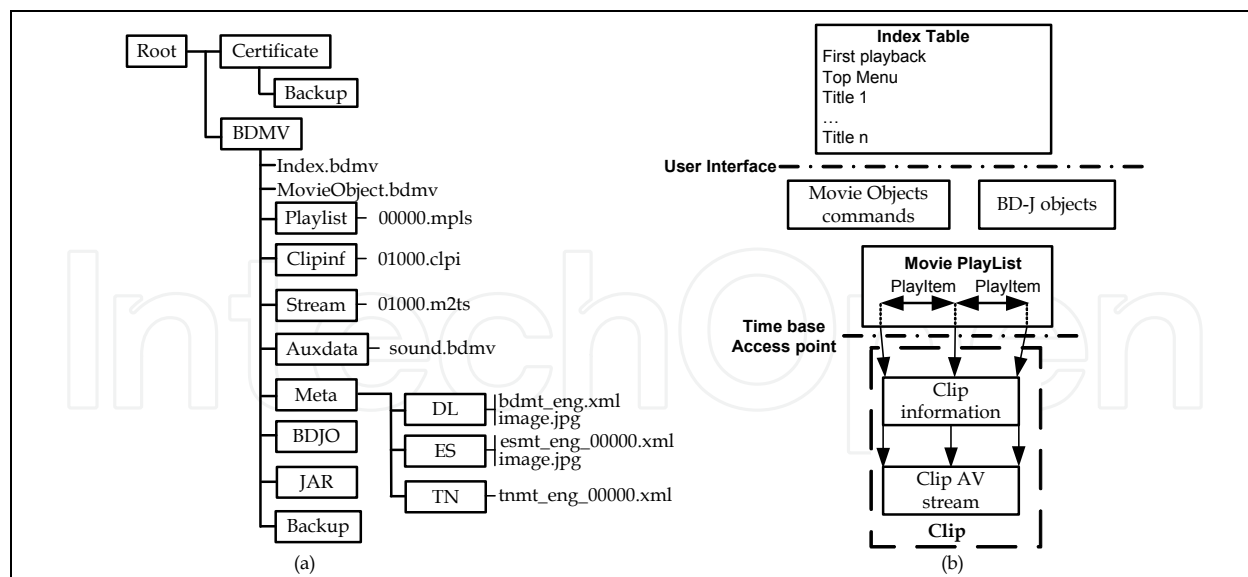 Root
Certificate
Backup
BDMV
Index.bdmv
MovieObject.bdmv
Playlist
00000.mpls
Clipinf
01000.clpi
Stream
01000.m2ts
Auxdata
sound.bdmv
Meta
DL
bdmt_eng.xml
image.jpg
BDJO
ES
esmt_eng_00000.xml
image.jpg
JAR
TN
tnmt_eng_00000.xml
Backup
(a)
Index Table
First playback
Top Menu
Title 1
...
Title n
User Interface
Movie Objects
commands
BD-J objects
Movie PlayList
PlayItem
PlayItem
Time base
Access point
Clip
information
Clip AV
stream
Clip
(b)
IntechOpen